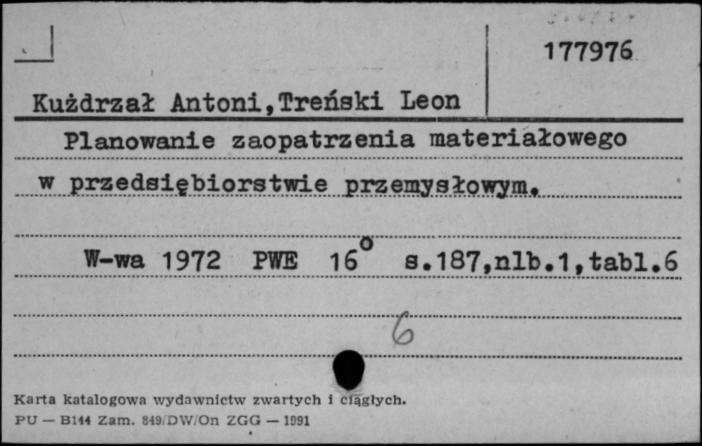 177976
Kużdrzał Antoni,Treński Leon
Planowanie zaopatrzenia materiałowego
w przedsiębiorstwie przemysłowym.
W-wa 1972 PWE 16° s.187,nlb.1,tabl.6
6
Karta katalogowa wydawnictw zwartych i ciągłych.
PU — B144 Zam. 849/DW/On ZGG — 1991